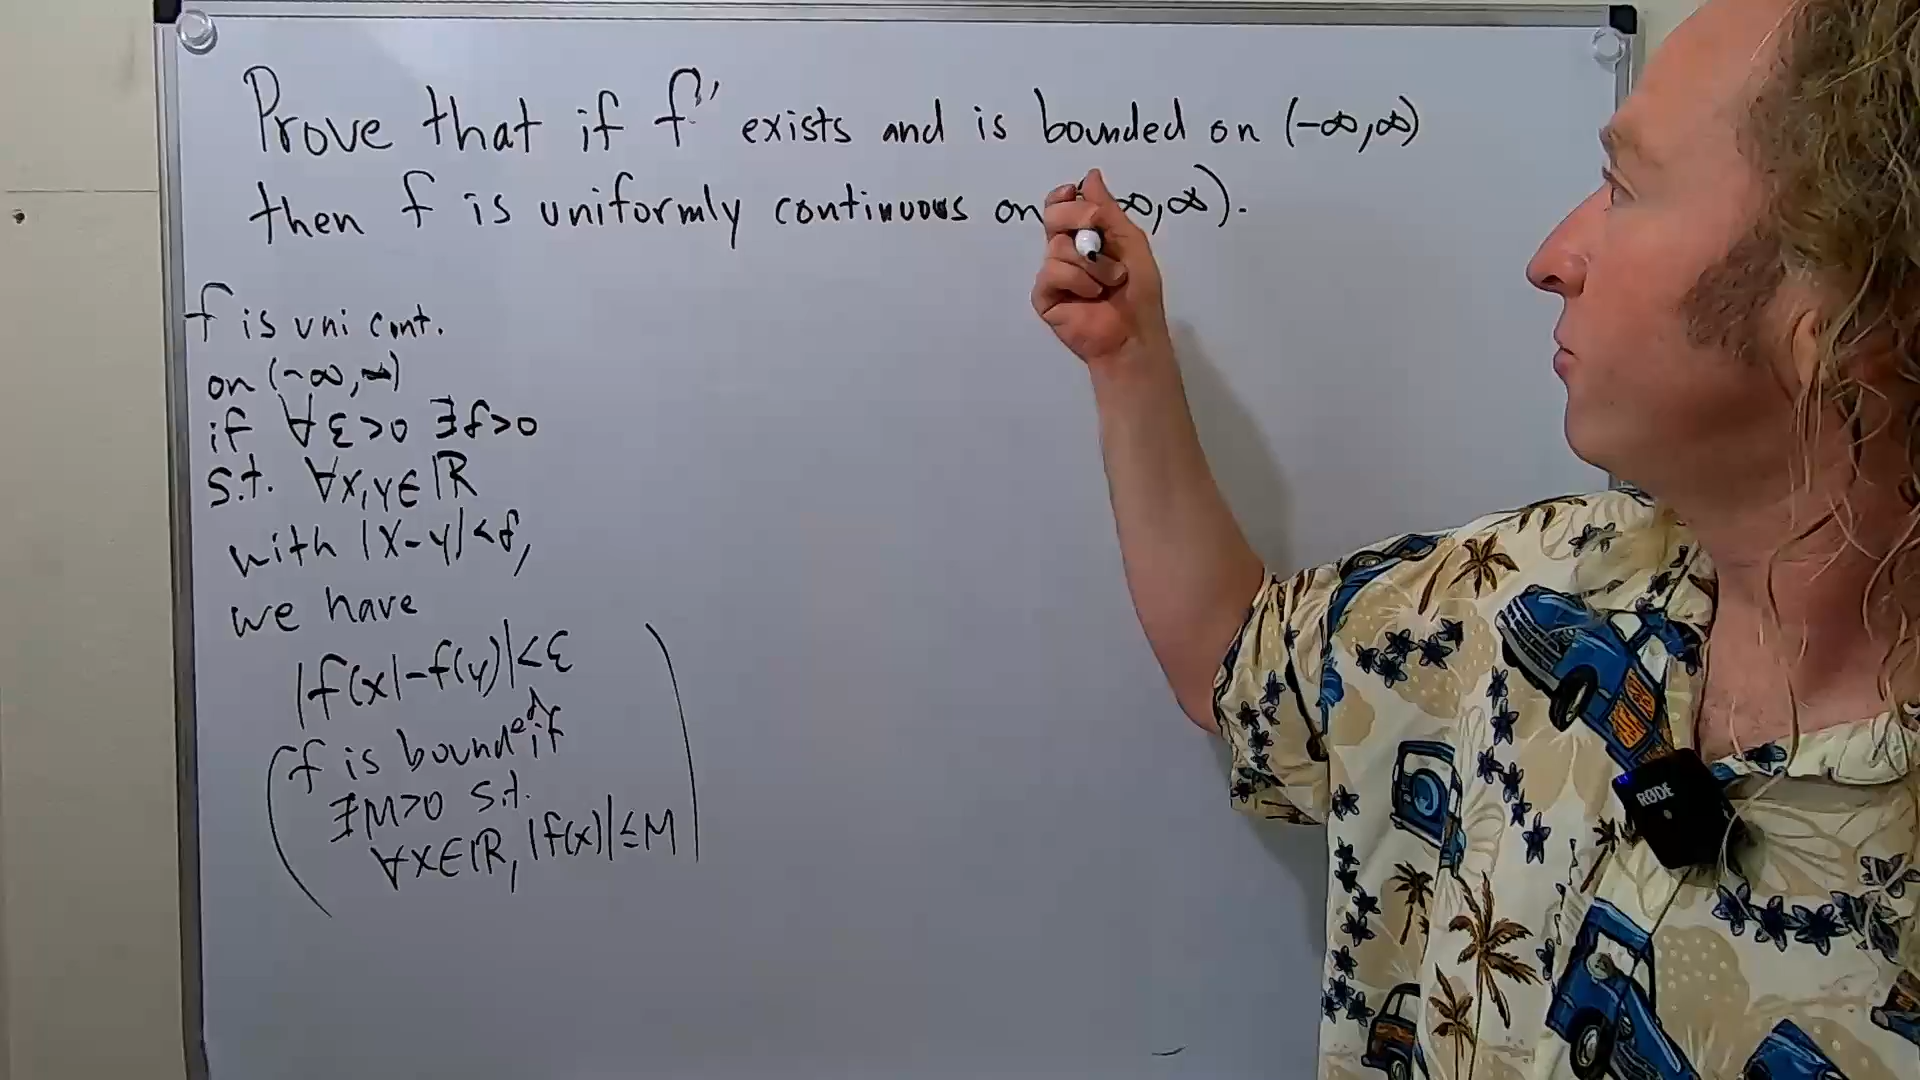 Prove that if f' exists and is bounded on (-∞,∞)
then f is uniformly continuous on ∞,∞).
f is uni cont.
on (-∞,∞)
if ∀ε>0 ∃δ>0
s.t. ∀x,y∈ℝ
with |x-y|<δ,
we have
|f(x)-f(y)|<ε
(f is bounded if
∃M>0 s.t.
∀x∈ℝ, |f(x)|≤M)
RØDE